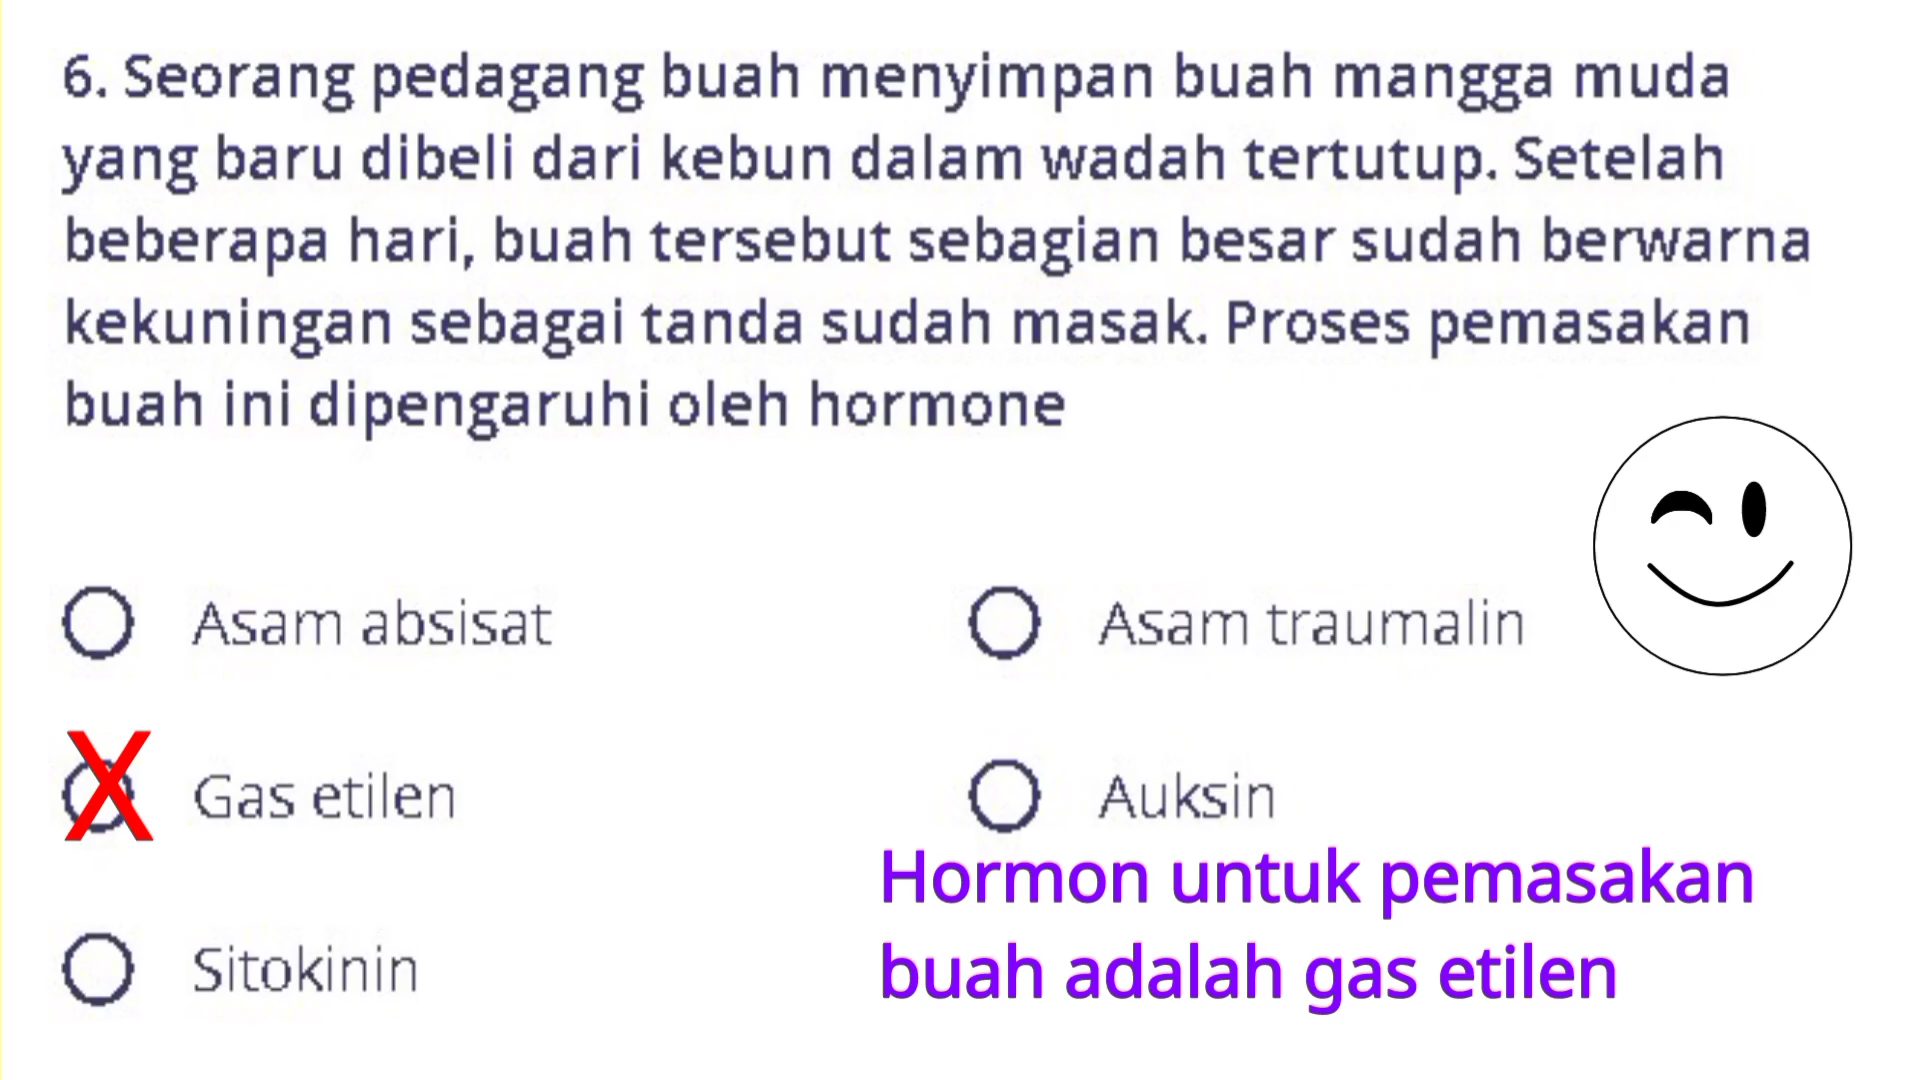 6. Seorang pedagang buah menyimpan buah mangga muda
yang baru dibeli dari kebun dalam wadah tertutup. Setelah
beberapa hari, buah tersebut sebagian besar sudah berwarna
kekuningan sebagai tanda sudah masak. Proses pemasakan
buah ini dipengaruhi oleh hormone
Asam absisat
Asam traumalin
X Gas etilen
Auksin
Sitokinin
Hormon untuk pemasakan
buah adalah gas etilen